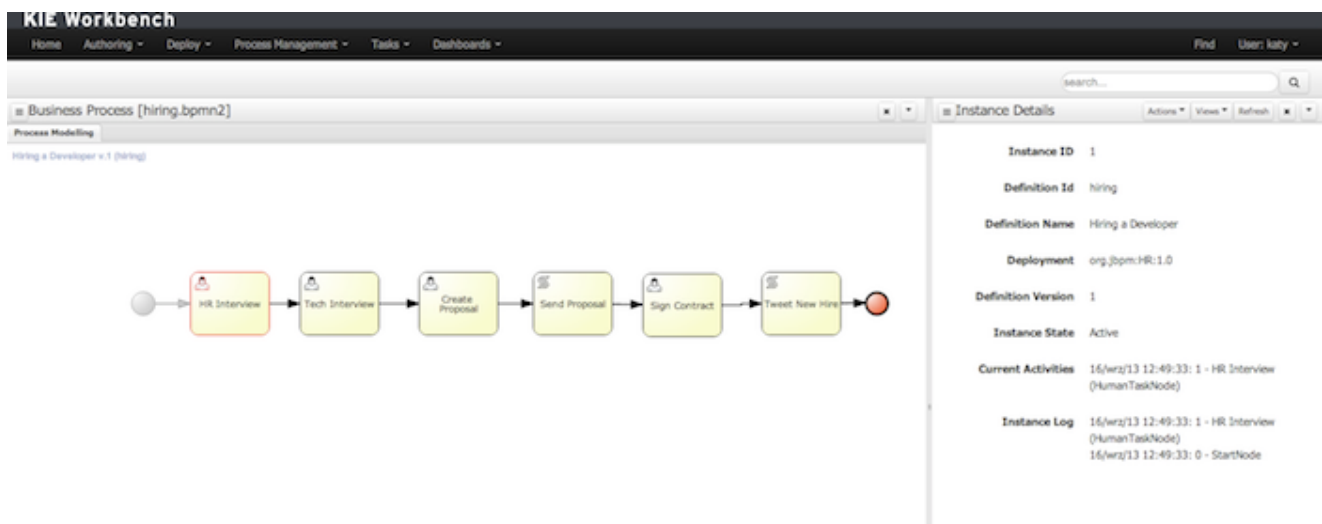 KIE Workbench
Home Authoring Deploy Process Management Tasks Dashboards Find User: katy
search...
Business Process [hiring.bpmn2]
Process Modelling
Hiring a Developer v.1 (hiring)
HR Interview
Tech Interview
Create
Proposal
Send Proposal
Sign Contract
Tweet New Hire
Instance Details Actions Views Refresh
Instance ID 1
Definition Id hiring
Definition Name Hiring a Developer
Deployment org.jbpm:HR:1.0
Definition Version 1
Instance State Active
Current Activities 16/wrz/13 12:49:33: 1 - HR Interview
(HumanTaskNode)
Instance Log 16/wrz/13 12:49:33: 1 - HR Interview
(HumanTaskNode)
16/wrz/13 12:49:33: 0 - StartNode